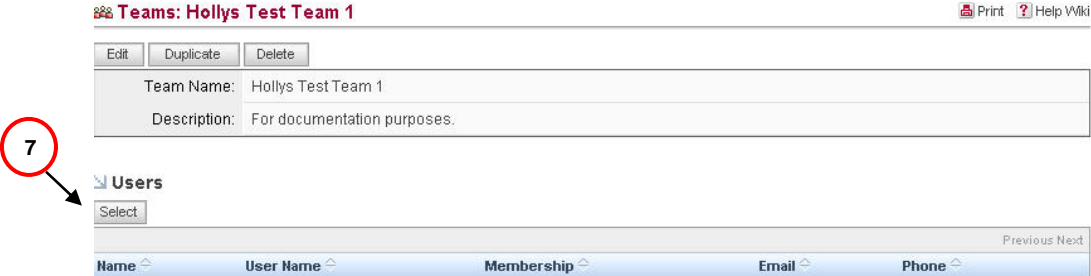 Teams: Hollys Test Team 1 Print ? Help Wiki
Edit Duplicate Delete
Team Name: Hollys Test Team 1
Description: For documentation purposes.
7
Users
Select
Previous Next
Name User Name Membership Email Phone